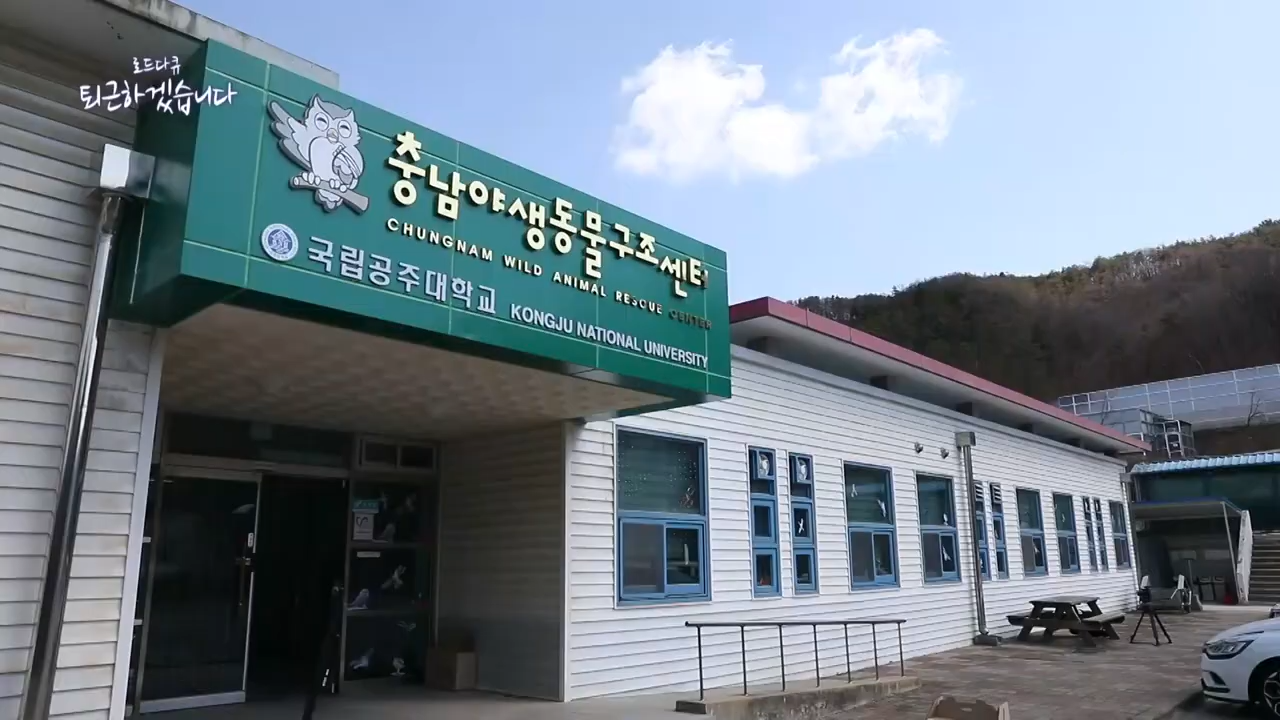 로드다큐
퇴근하겠습니다
충남야생동물구조센터
CHUNGNAM WILD ANIMAL RESCUE CENTER
국립공주대학교 KONGJU NATIONAL UNIVERSITY